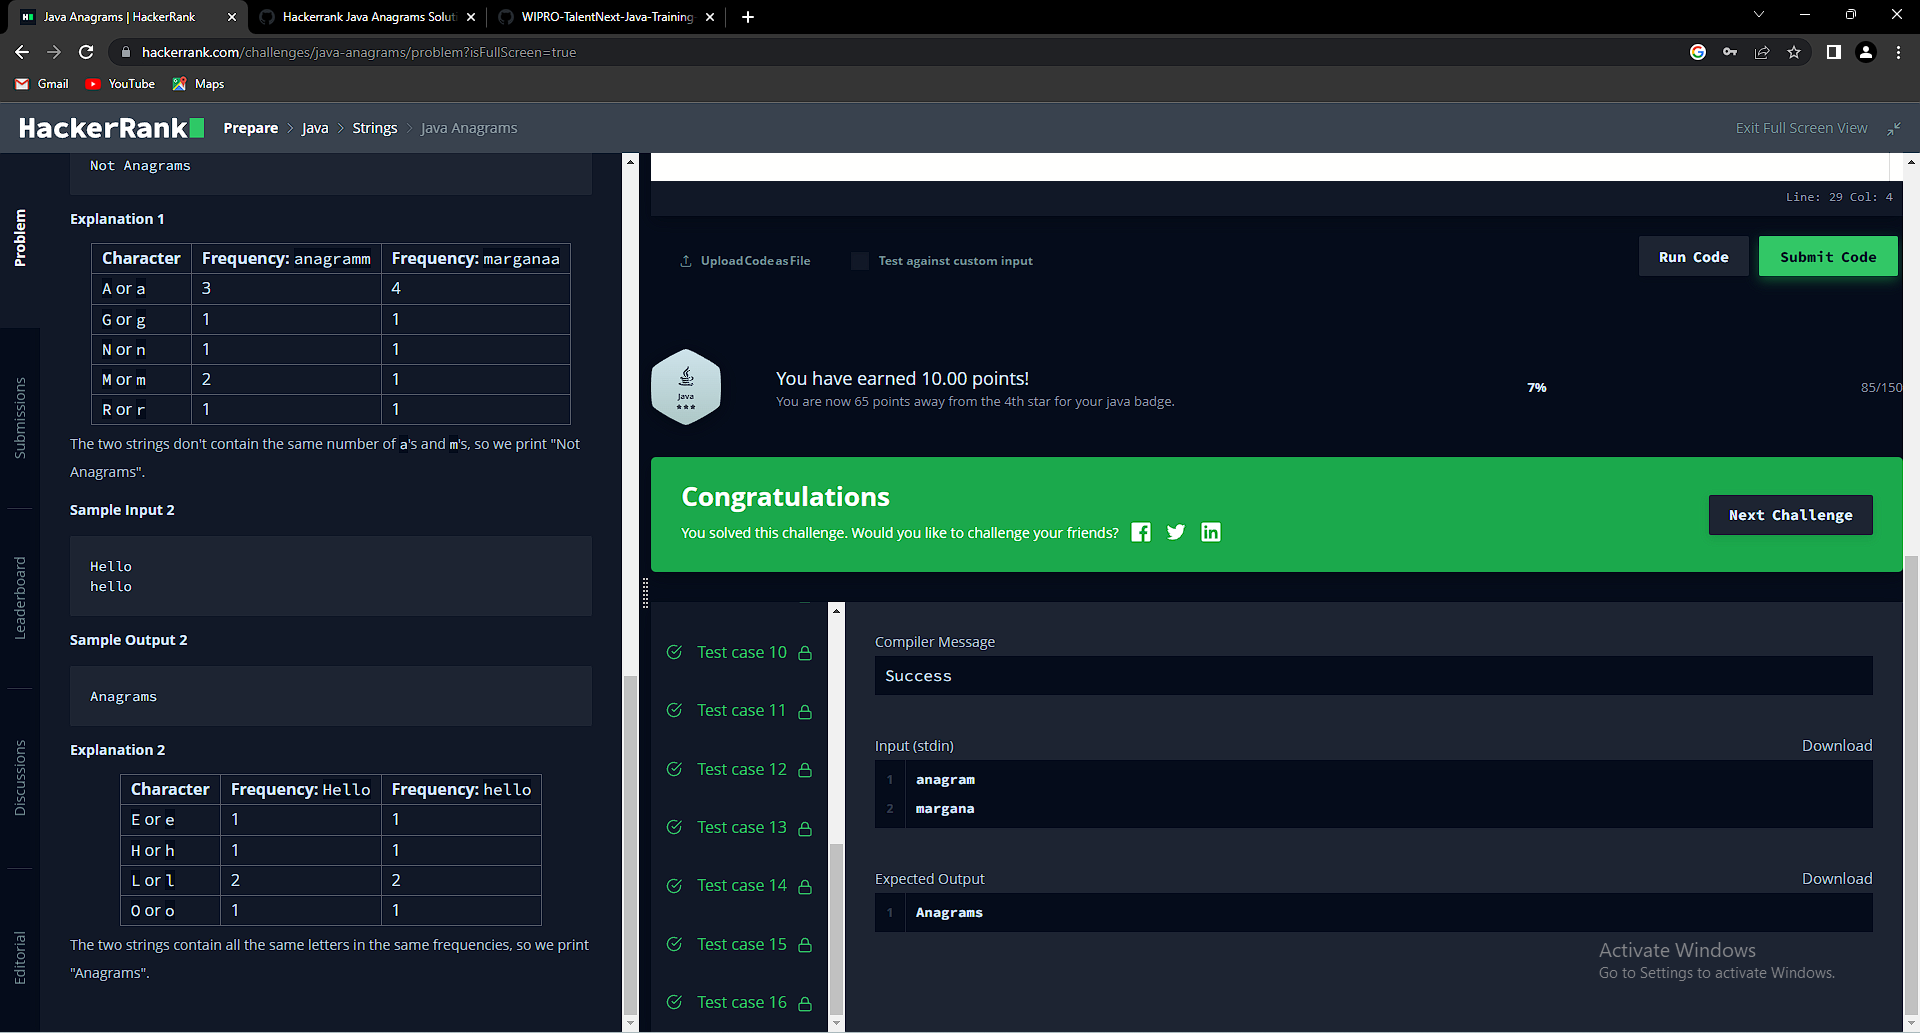 Java Anagrams | HackerRank
Hackerrank Java Anagrams Soluti
WIPRO-TalentNext-Java-Training
hackerrank.com/challenges/java-anagrams/problem?isFullScreen=true
Gmail
YouTube
Maps
HackerRank
Prepare > Java > Strings > Java Anagrams
Exit Full Screen View
Problem
Submissions
Leaderboard
Discussions
Editorial
Not Anagrams
Explanation 1
Character Frequency: anagramm Frequency: marganaa
A or a 3 4
G or g 1 1
N or n 1 1
M or m 2 1
R or r 1 1
The two strings don't contain the same number of a's and m's, so we print "Not
Anagrams".
Sample Input 2
Hello
hello
Sample Output 2
Anagrams
Explanation 2
Character Frequency: Hello Frequency: hello
E or e 1 1
H or h 1 1
L or l 2 2
O or o 1 1
The two strings contain all the same letters in the same frequencies, so we print
"Anagrams".
Line: 29 Col: 4
Upload Code as File
Test against custom input
Run Code
Submit Code
Java
You have earned 10.00 points!
You are now 65 points away from the 4th star for your java badge.
7%
85/150
Congratulations
You solved this challenge. Would you like to challenge your friends?
Next Challenge
Test case 10
Test case 11
Test case 12
Test case 13
Test case 14
Test case 15
Test case 16
Compiler Message
Success
Input (stdin)
Download
1 anagram
2 margana
Expected Output
Download
1 Anagrams
Activate Windows
Go to Settings to activate Windows.